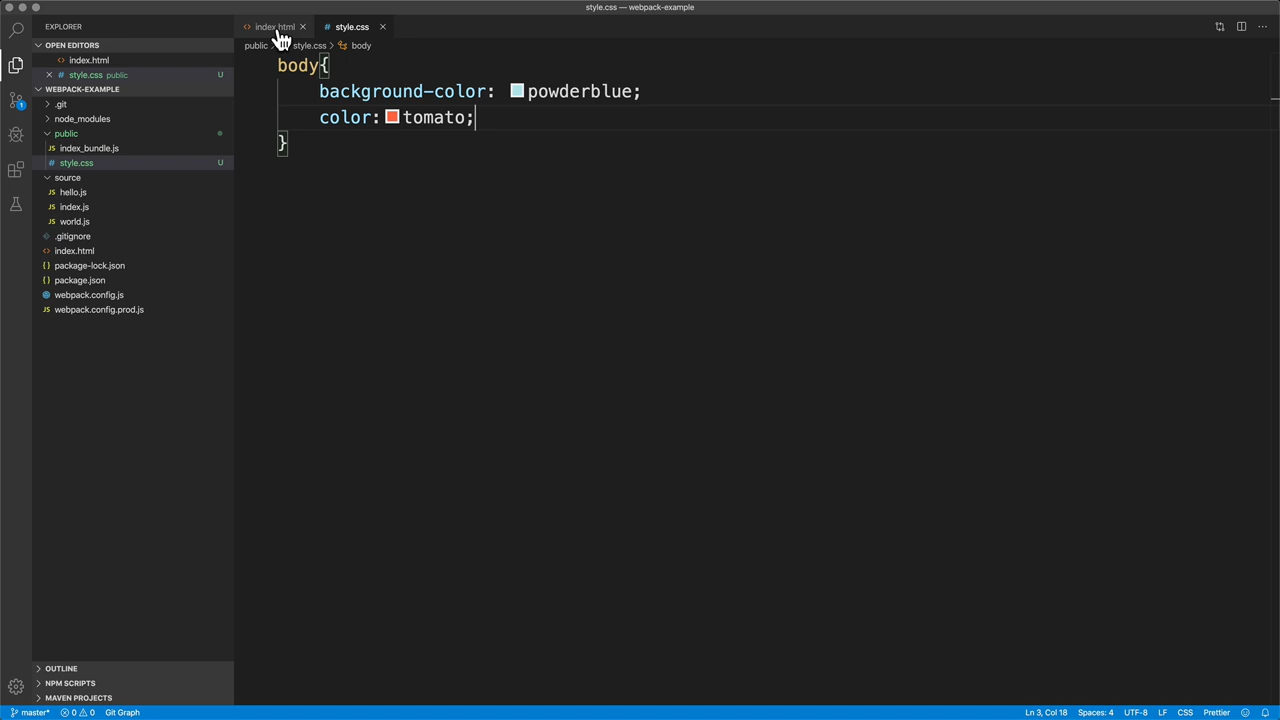 style.css — webpack-example
EXPLORER
OPEN EDITORS
index.html
style.css public U
WEBPACK-EXAMPLE
.git
node_modules
public
index_bundle.js
style.css U
source
hello.js
index.js
world.js
.gitignore
index.html
package-lock.json
package.json
webpack.config.js
webpack.config.prod.js
OUTLINE
NPM SCRIPTS
MAVEN PROJECTS
index.html
style.css
public style.css body
body{
background-color: powderblue;
color: tomato;
}
master* 0 0 Git Graph
Ln 3, Col 18 Spaces: 4 UTF-8 LF CSS Prettier